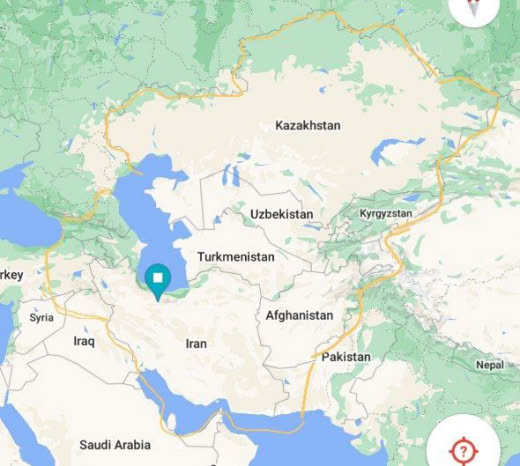 Kazakhstan
Uzbekistan
Kyrgyzstan
Turkmenistan
rkey
Syria
Afghanistan
Iraq
Iran
Pakistan
Nepal
Saudi Arabia
?